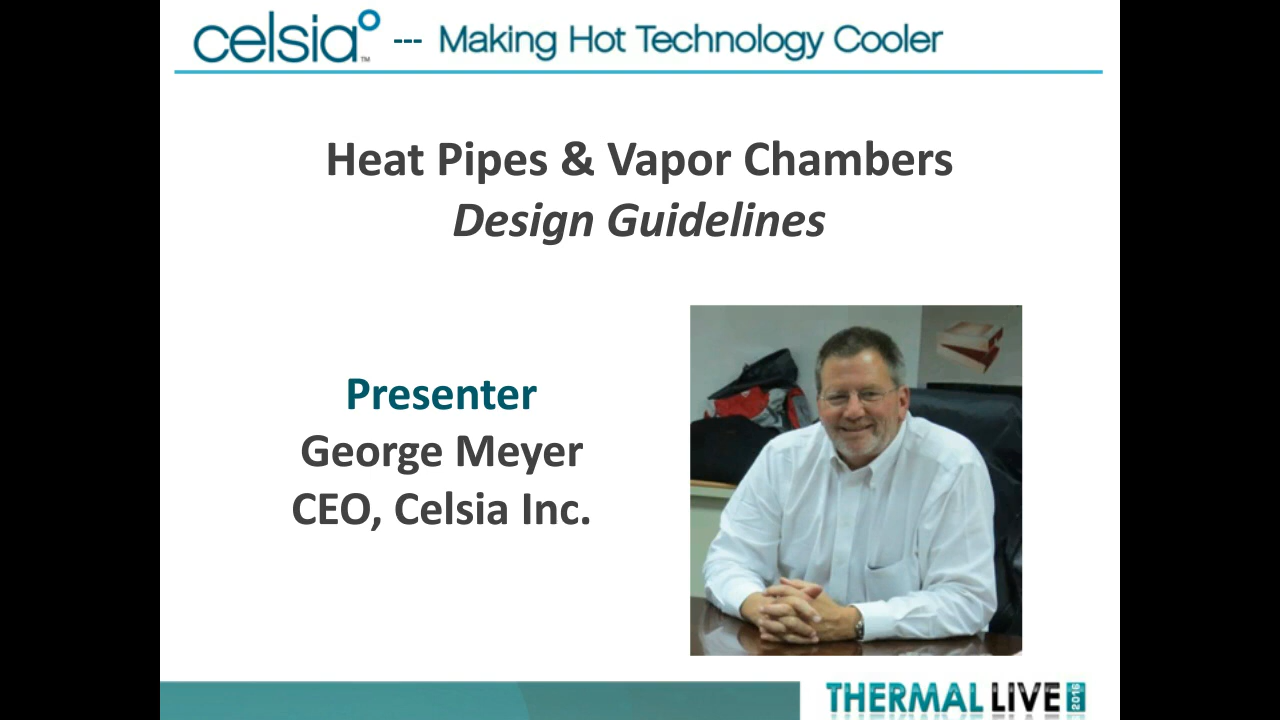 celsia° ™ --- Making Hot Technology Cooler
Heat Pipes & Vapor Chambers
Design Guidelines
Presenter
George Meyer
CEO, Celsia Inc.
THERMAL LIVE 2016